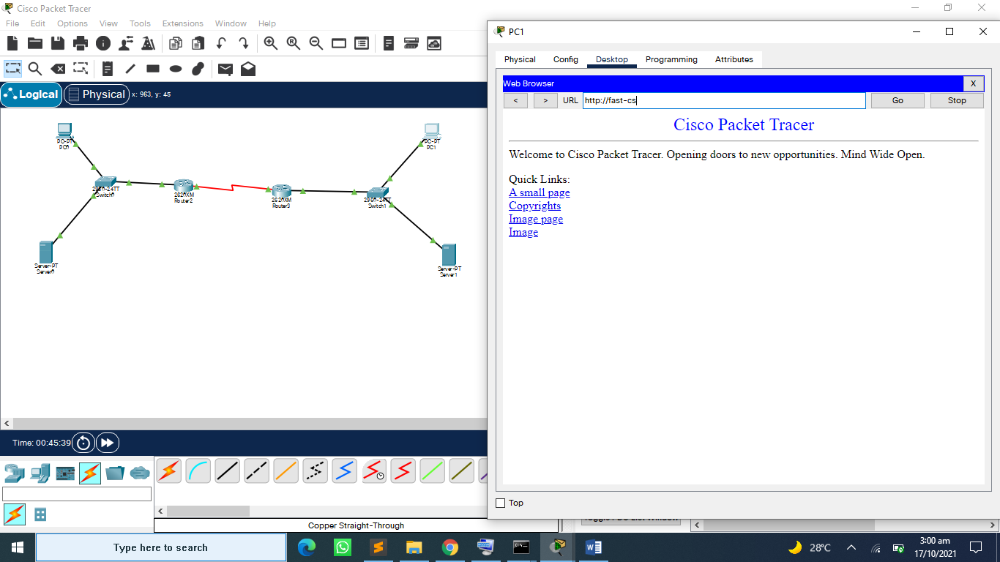 Cisco Packet Tracer
File Edit Options View Tools Extensions Window Help
Logical
Physical
x: 963, y: 45
PC-PT
PC0
PC-PT
PC1
2950-24TT
Switch0
2620XM
Router2
2620XM
Router3
2950-24TT
Switch1
Server-PT
Server0
Server-PT
Server1
Time: 00:45:39
Copper Straight-Through
PC1
Physical Config Desktop Programming Attributes
Web Browser X
< > URL http://fast-cs Go Stop
Cisco Packet Tracer
Welcome to Cisco Packet Tracer. Opening doors to new opportunities. Mind Wide Open.
Quick Links:
A small page
Copyrights
Image page
Image
Top
Type here to search
28°C
3:00 am
17/10/2021